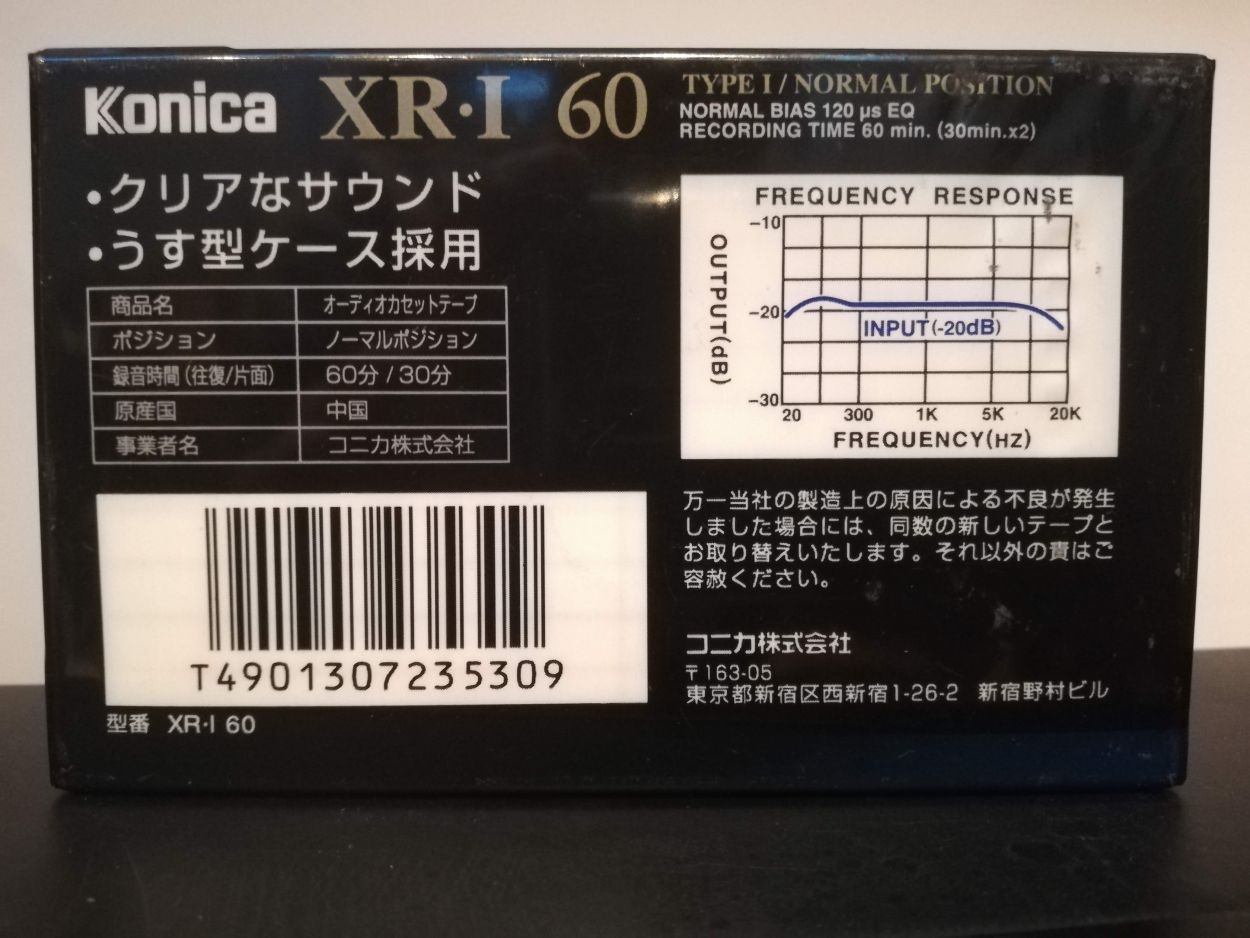 Konica XR・I 60
TYPE I / NORMAL POSITION
NORMAL BIAS 120 μs EQ
RECORDING TIME 60 min. (30min.x2)
・クリアなサウンド
・うす型ケース採用
商品名 オーディオカセットテープ
ポジション ノーマルポジション
録音時間(往復/片面) 60分/30分
原産国 中国
事業者名 コニカ株式会社
FREQUENCY RESPONSE
OUTPUT(dB)
-10
-20
-30
INPUT(-20dB)
20 300 1K 5K 20K
FREQUENCY(HZ)
T4901307235309
型番 XR・I 60
万一当社の製造上の原因による不良が発生
しました場合には、同数の新しいテープと
お取り替えいたします。それ以外の責はご
容赦ください。
コニカ株式会社
〒163-05
東京都新宿区西新宿1-26-2 新宿野村ビル